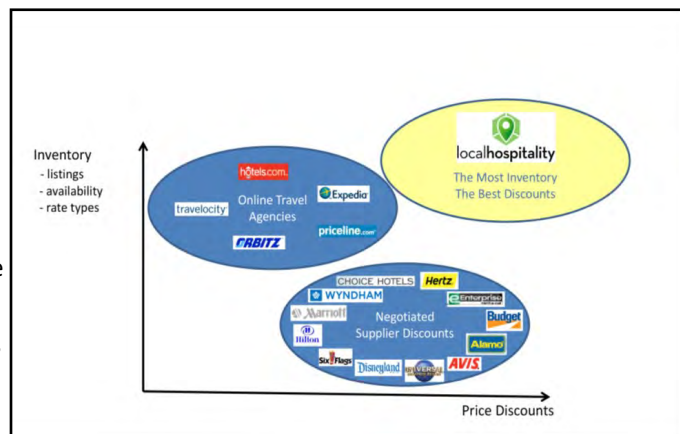 Inventory
- listings
- availability
- rate types
hotels.com
travelocity
Online Travel
Agencies
Expedia
ORBITZ
priceline.com
localhospitality
The Most Inventory
The Best Discounts
CHOICE HOTELS
Hertz
WYNDHAM
Enterprise
Marriott
Negotiated
Supplier Discounts
Budget
Hilton
Alamo
Six Flags
Disneyland
UNIVERSAL
AVIS
Price Discounts
e